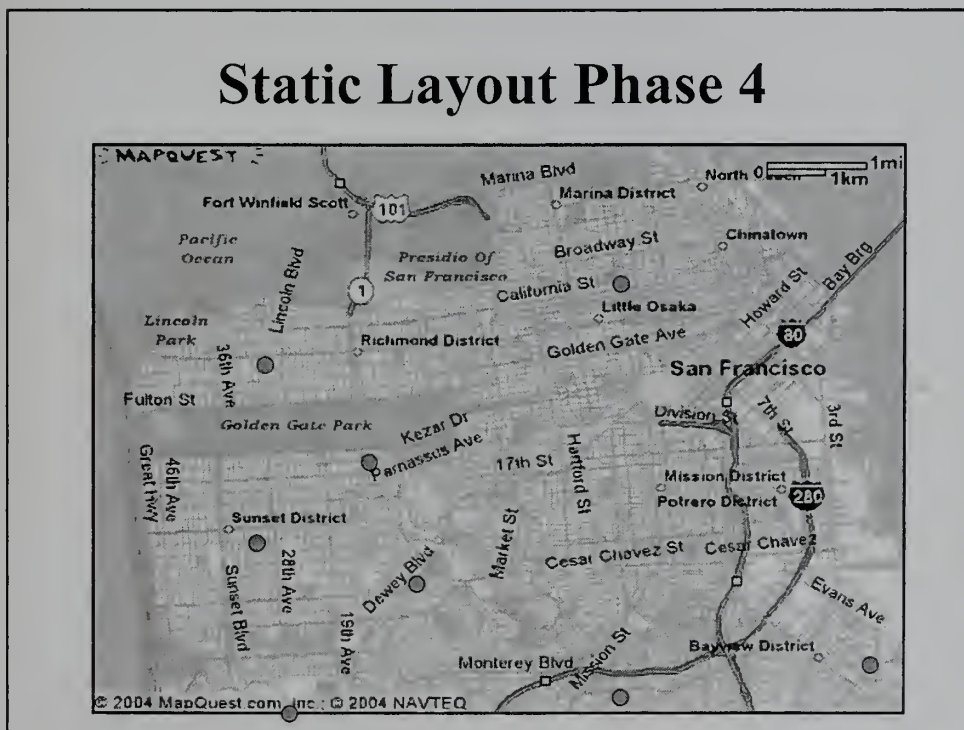 Static Layout Phase 4
MAPQUEST
1mi
1km
0
North
Marina Blvd
Marina District
Fort Winfield Scott
101
Pacific
Ocean
Lincoln Blvd
Presidio Of
San Francisco
Broadway St
Chinatown
1
California St
Little Osaka
Howard St
Bay Brg
80
Lincoln
Park
Richmond District
Golden Gate Ave
San Francisco
36th Ave
Fulton St
Golden Gate Park
Kezar Dr
Parnassus Ave
Division St
7th St
3rd St
17th St
Hartford St
Mission District
Potrero District
280
Great Hwy
46th Ave
Sunset District
Sunset Blvd
28th Ave
19th Ave
Dewey Blvd
Market St
Cesar Chavez St
Cesar Chavez
Evans Ave
Monterey Blvd
Mission St
Bayview District
© 2004 MapQuest.com, Inc.; © 2004 NAVTEQ